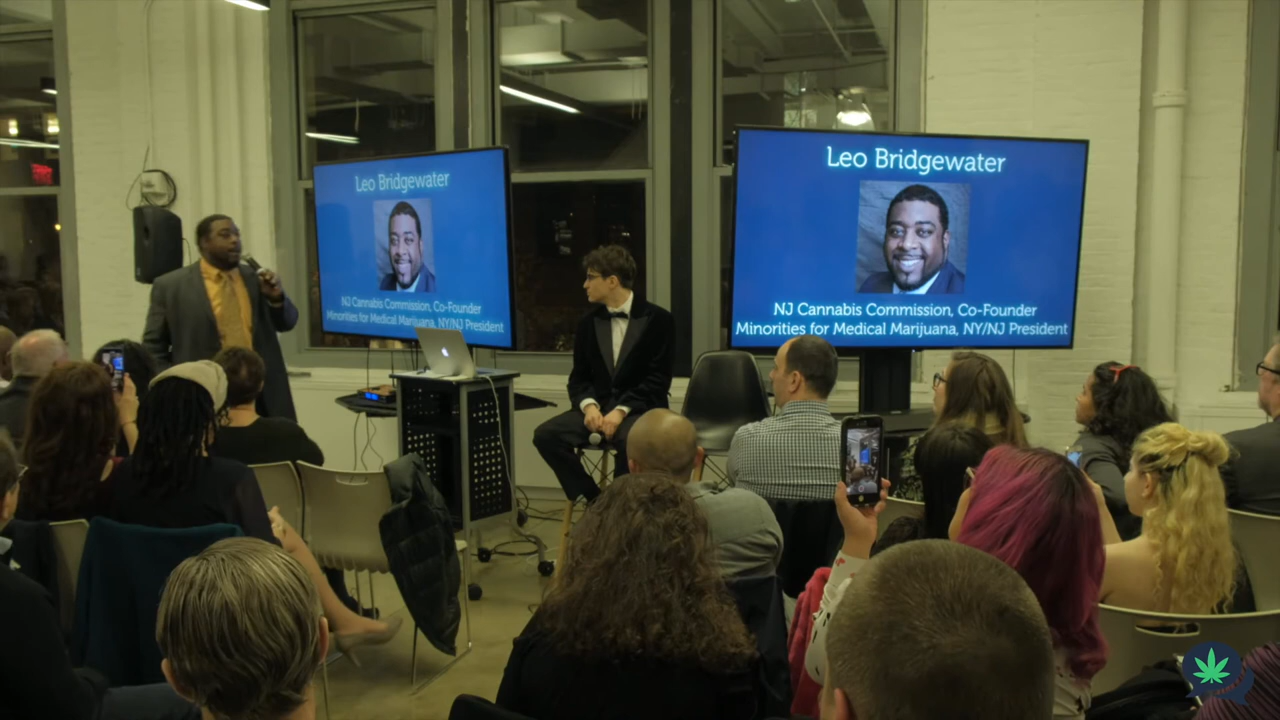 Leo Bridgewater
NJ Cannabis Commission, Co-Founder
Minorities for Medical Marijuana, NY/NJ President
Leo Bridgewater
NJ Cannabis Commission, Co-Founder
Minorities for Medical Marijuana, NY/NJ President